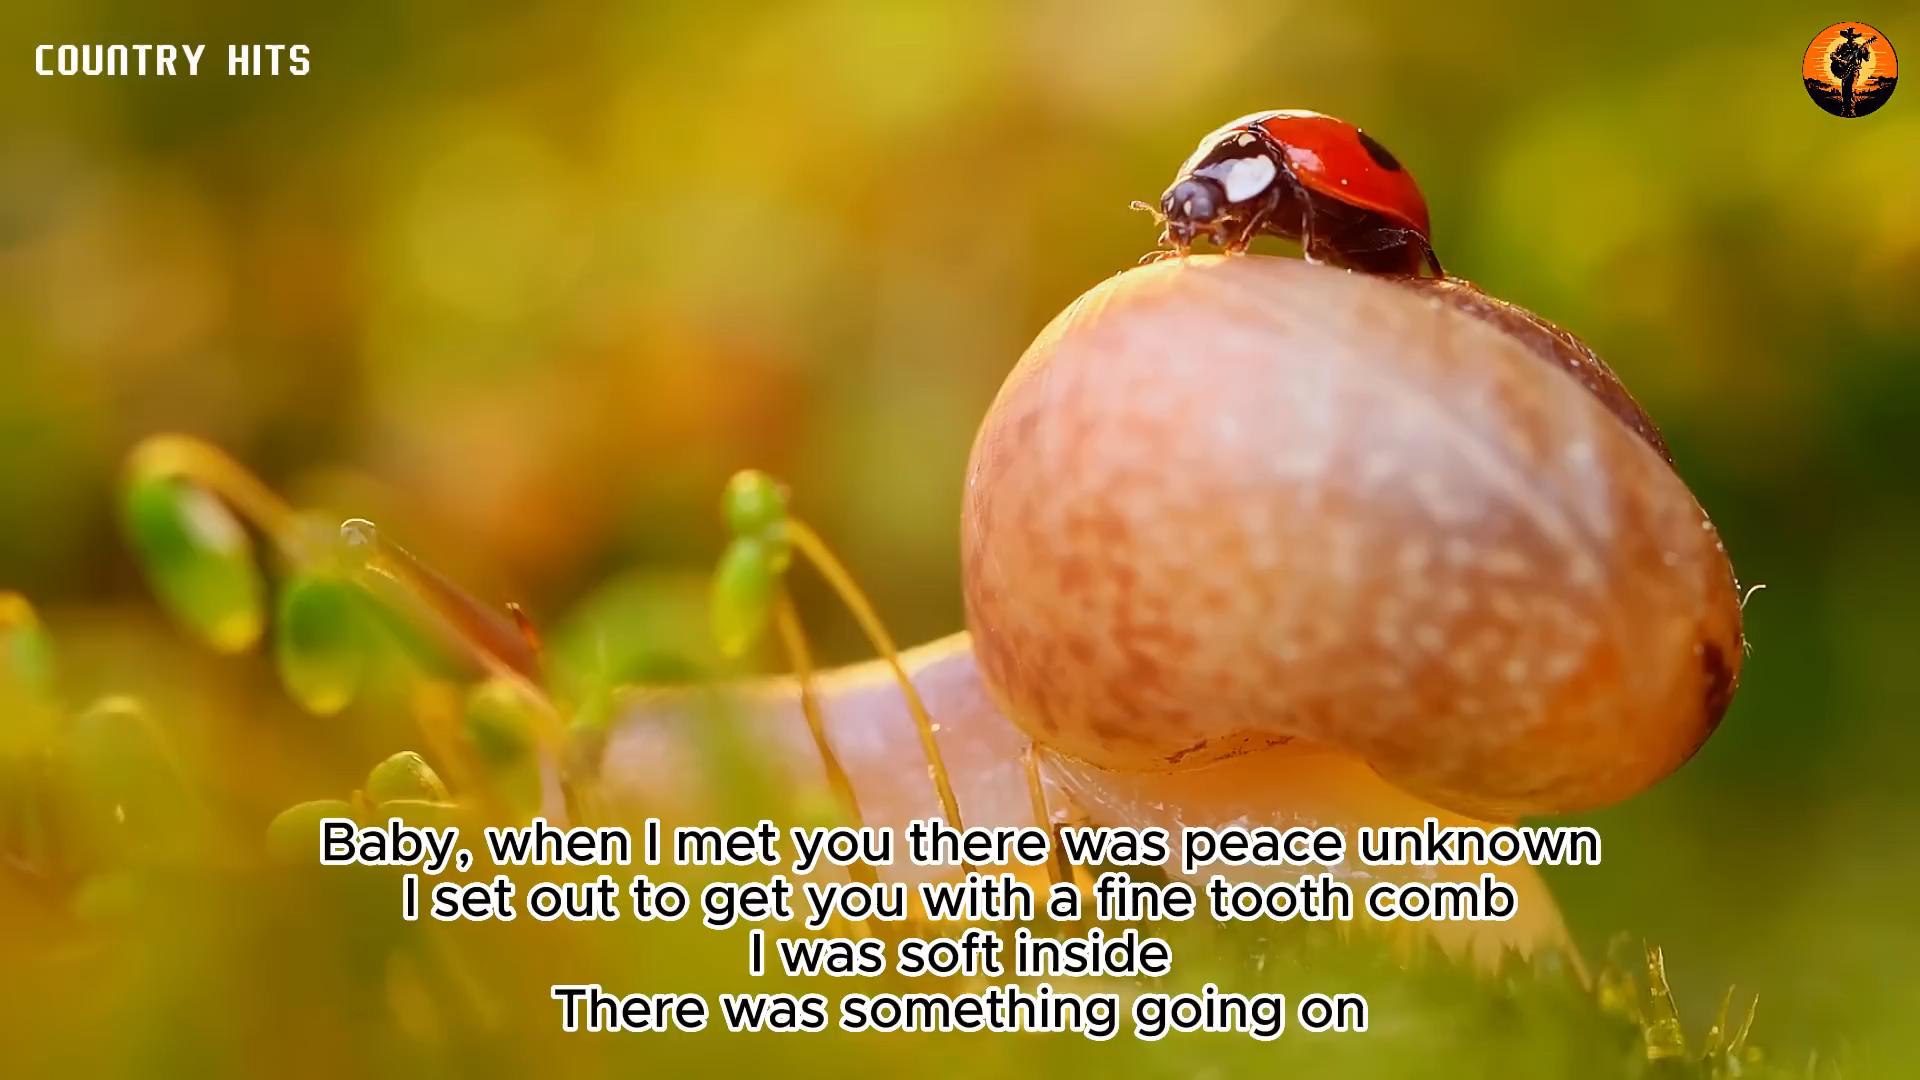 COUNTRY HITS
Baby, when I met you there was peace unknown
I set out to get you with a fine tooth comb
I was soft inside
There was something going on